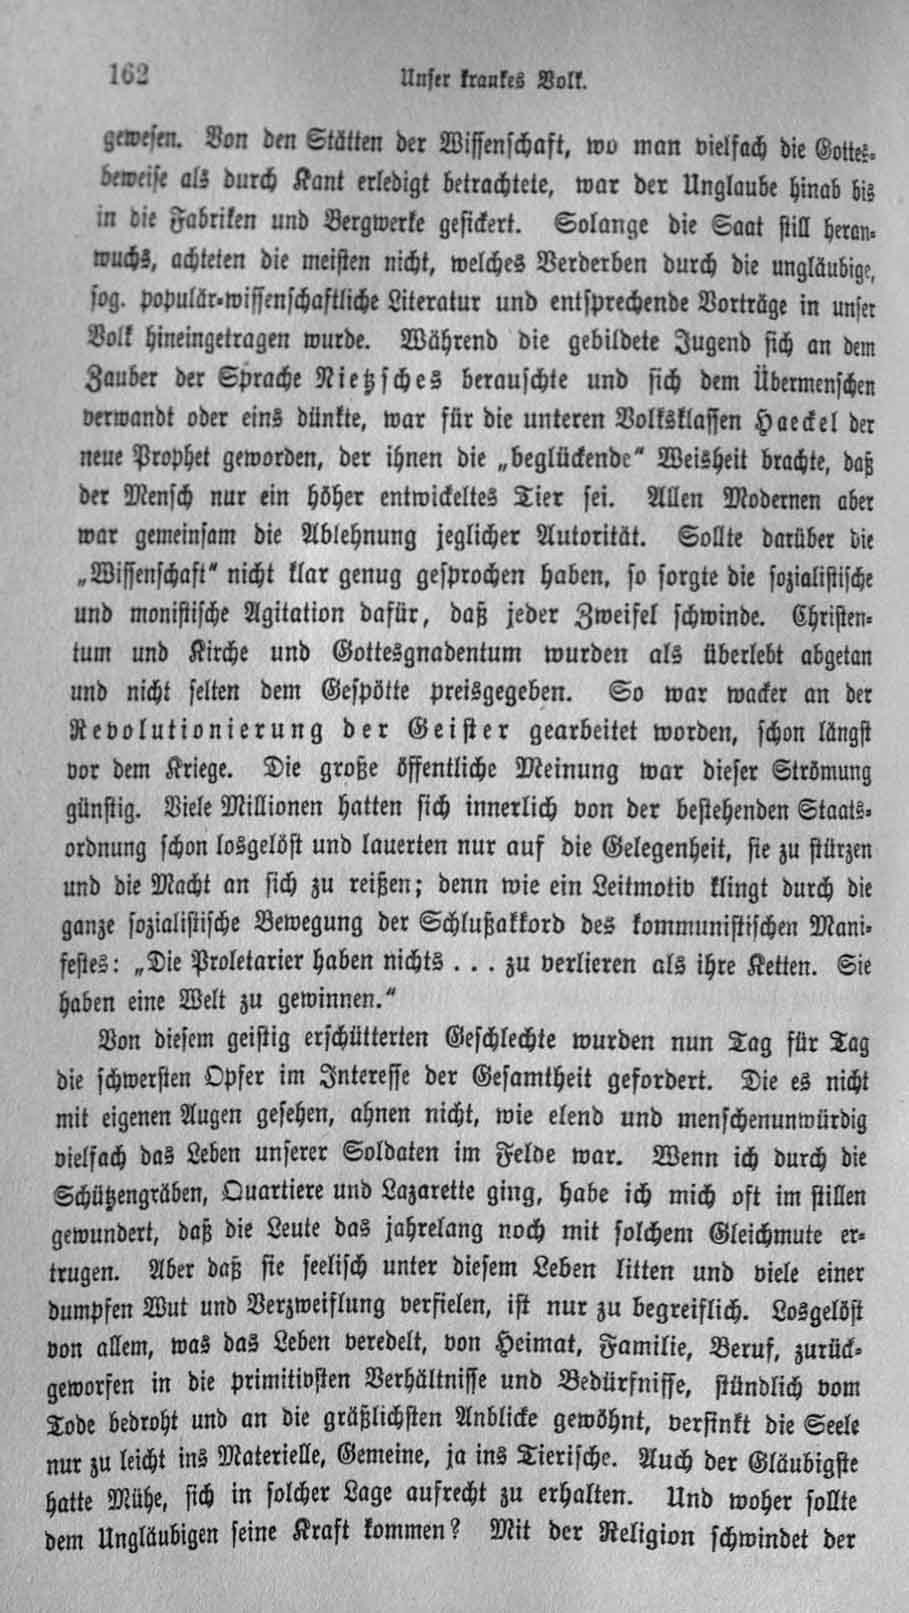 162 Unser krankes Volk.
gewesen. Von den Stätten der Wissenschaft, wo man vielfach die Gottes-
beweise als durch Kant erledigt betrachtete, war der Unglaube hinab bis
in die Fabriken und Bergwerke gesickert. Solange die Saat still heran-
wuchs, achteten die meisten nicht, welches Verderben durch die ungläubige,
sog. populär-wissenschaftliche Literatur und entsprechende Vorträge in unser
Volk hineingetragen wurde. Während die gebildete Jugend sich an dem
Zauber der Sprache Nietzsches berauschte und sich dem Übermenschen
verwandt oder eins dünkte, war für die unteren Volksklassen Haeckel der
neue Prophet geworden, der ihnen die „beglückende“ Weisheit brachte, daß
der Mensch nur ein höher entwickeltes Tier sei. Allen Modernen aber
war gemeinsam die Ablehnung jeglicher Autorität. Sollte darüber die
„Wissenschaft“ nicht klar genug gesprochen haben, so sorgte die sozialistische
und monistische Agitation dafür, daß jeder Zweifel schwinde. Christen-
tum und Kirche und Gottesgnadentum wurden als überlebt abgetan
und nicht selten dem Gespötte preisgegeben. So war wacker an der
Revolutionierung der Geister gearbeitet worden, schon längst
vor dem Kriege. Die große öffentliche Meinung war dieser Strömung
günstig. Viele Millionen hatten sich innerlich von der bestehenden Staats-
ordnung schon losgelöst und lauerten nur auf die Gelegenheit, sie zu stürzen
und die Macht an sich zu reißen; denn wie ein Leitmotiv klingt durch die
ganze sozialistische Bewegung der Schlußakkord des kommunistischen Mani-
festes: „Die Proletarier haben nichts . . . zu verlieren als ihre Ketten. Sie
haben eine Welt zu gewinnen.“
Von diesem geistig erschütterten Geschlechte wurden nun Tag für Tag
die schwersten Opfer im Interesse der Gesamtheit gefordert. Die es nicht
mit eigenen Augen gesehen, ahnen nicht, wie elend und menschenunwürdig
vielfach das Leben unserer Soldaten im Felde war. Wenn ich durch die
Schützengräben, Quartiere und Lazarette ging, habe ich mich oft im stillen
gewundert, daß die Leute das jahrelang noch mit solchem Gleichmute er-
trugen. Aber daß sie seelisch unter diesem Leben litten und viele einer
dumpfen Wut und Verzweiflung verfielen, ist nur zu begreiflich. Losgelöst
von allem, was das Leben veredelt, von Heimat, Familie, Beruf, zurück-
geworfen in die primitivsten Verhältnisse und Bedürfnisse, stündlich vom
Tode bedroht und an die gräßlichsten Anblicke gewöhnt, versinkt die Seele
nur zu leicht ins Materielle, Gemeine, ja ins Tierische. Auch der Gläubigste
hatte Mühe, sich in solcher Lage aufrecht zu erhalten. Und woher sollte
dem Ungläubigen seine Kraft kommen? Mit der Religion schwindet der